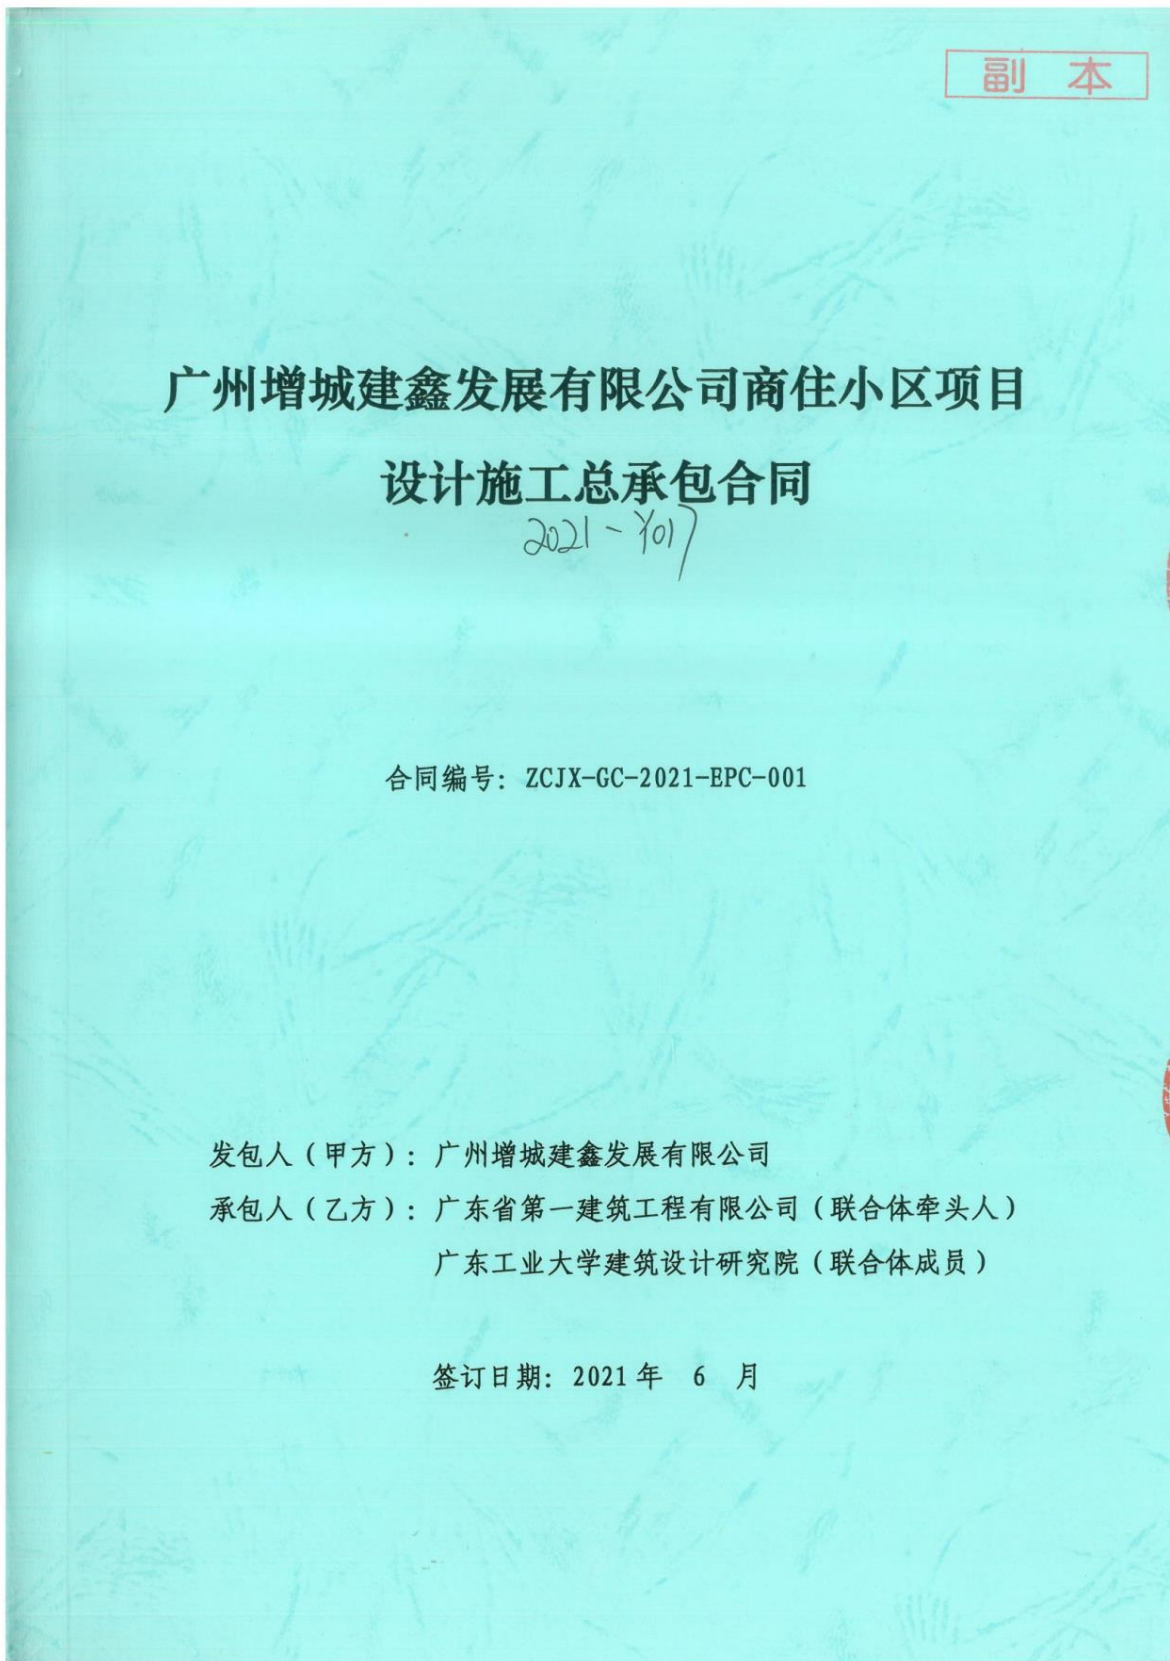 副 本
广州增城建鑫发展有限公司商住小区项目
设计施工总承包合同
2021-Y017
合同编号：ZCJX-GC-2021-EPC-001
发包人（甲方）：广州增城建鑫发展有限公司
承包人（乙方）：广东省第一建筑工程有限公司（联合体牵头人）
广东工业大学建筑设计研究院（联合体成员）
签订日期：2021年 6 月